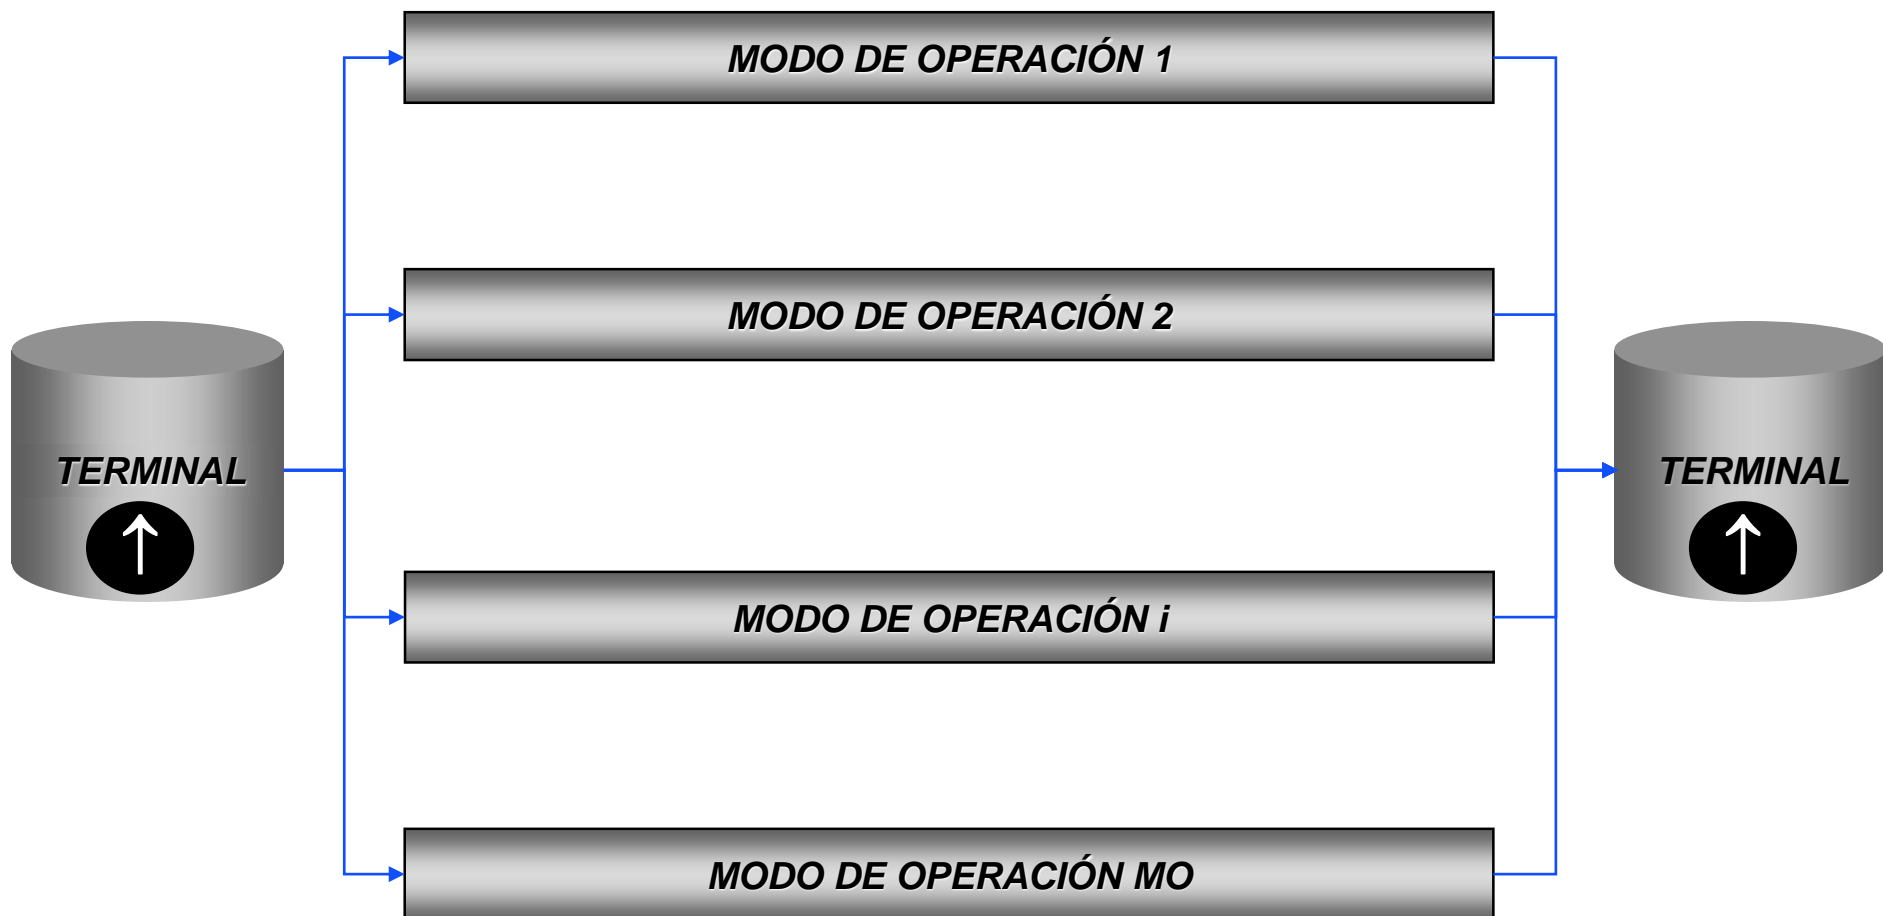 MODO DE OPERACIÓN 1
MODO DE OPERACIÓN 2
TERMINAL
↑
TERMINAL
↑
MODO DE OPERACIÓN i
MODO DE OPERACIÓN MO